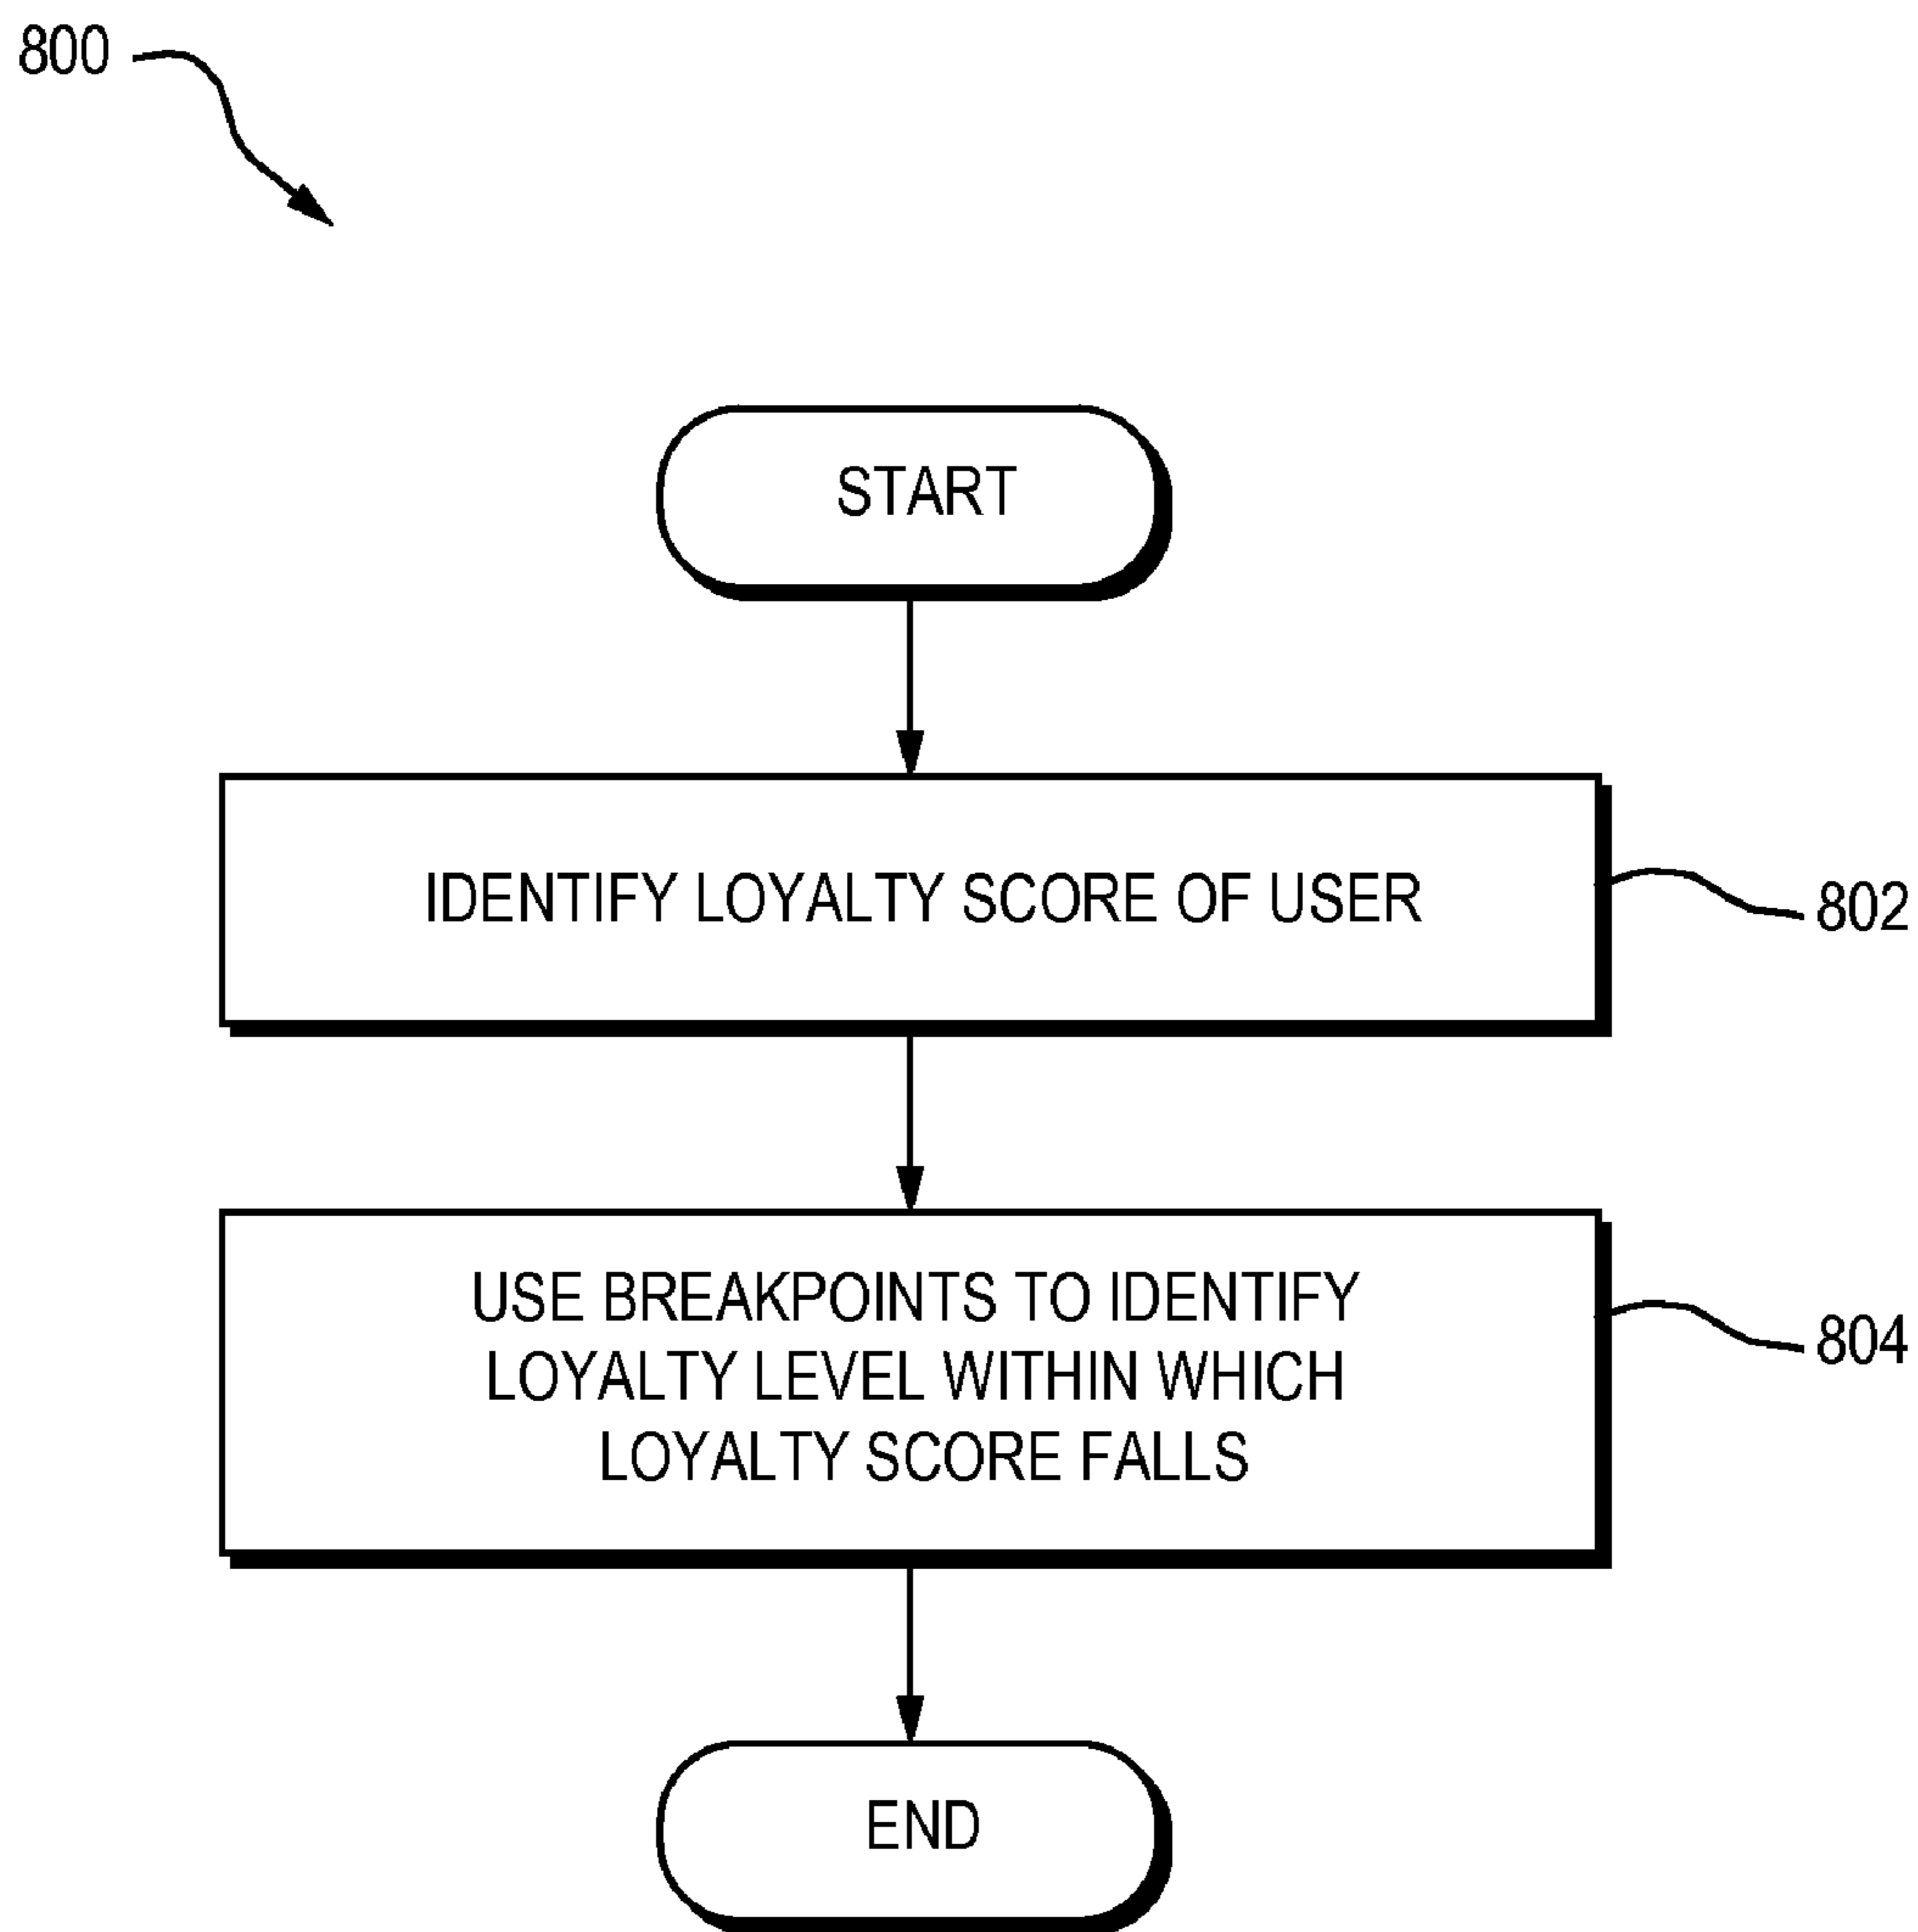 800
START
IDENTIFY LOYALTY SCORE OF USER
802
USE BREAKPOINTS TO IDENTIFY
LOYALTY LEVEL WITHIN WHICH
LOYALTY SCORE FALLS
804
END